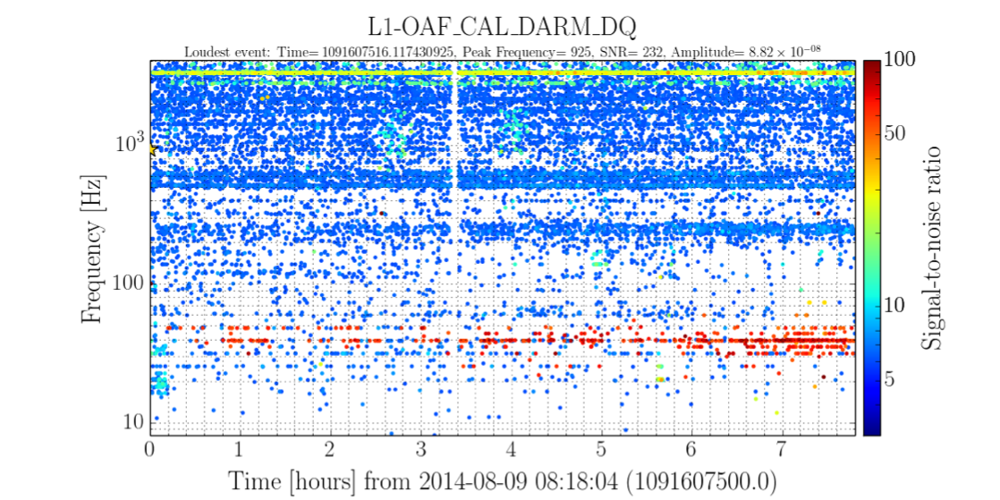 L1-OAF_CAL_DARM_DQ
Loudest event: Time= 1091607516.117430925, Peak Frequency= 925, SNR= 232, Amplitude= 8.82 × 10⁻⁰⁸
Frequency [Hz]
10³
100
10
0 1 2 3 4 5 6 7
Time [hours] from 2014-08-09 08:18:04 (1091607500.0)
100
50
10
5
Signal-to-noise ratio